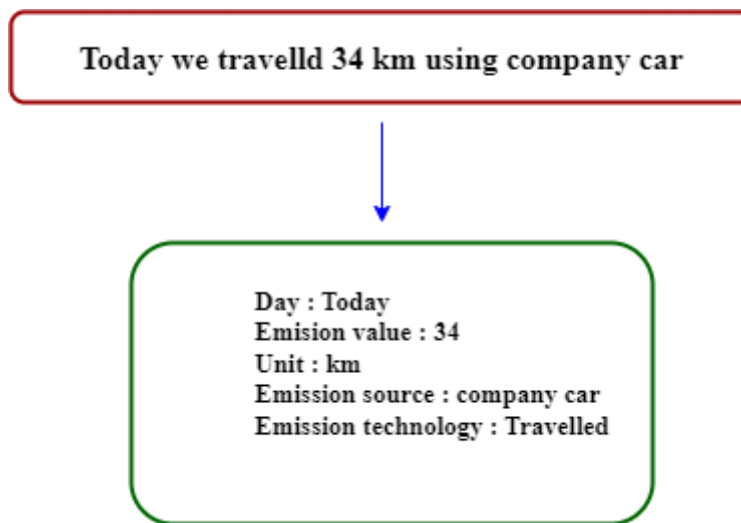 Today we travelld 34 km using company car
Day : Today
Emision value : 34
Unit : km
Emission source : company car
Emission technology : Travelled